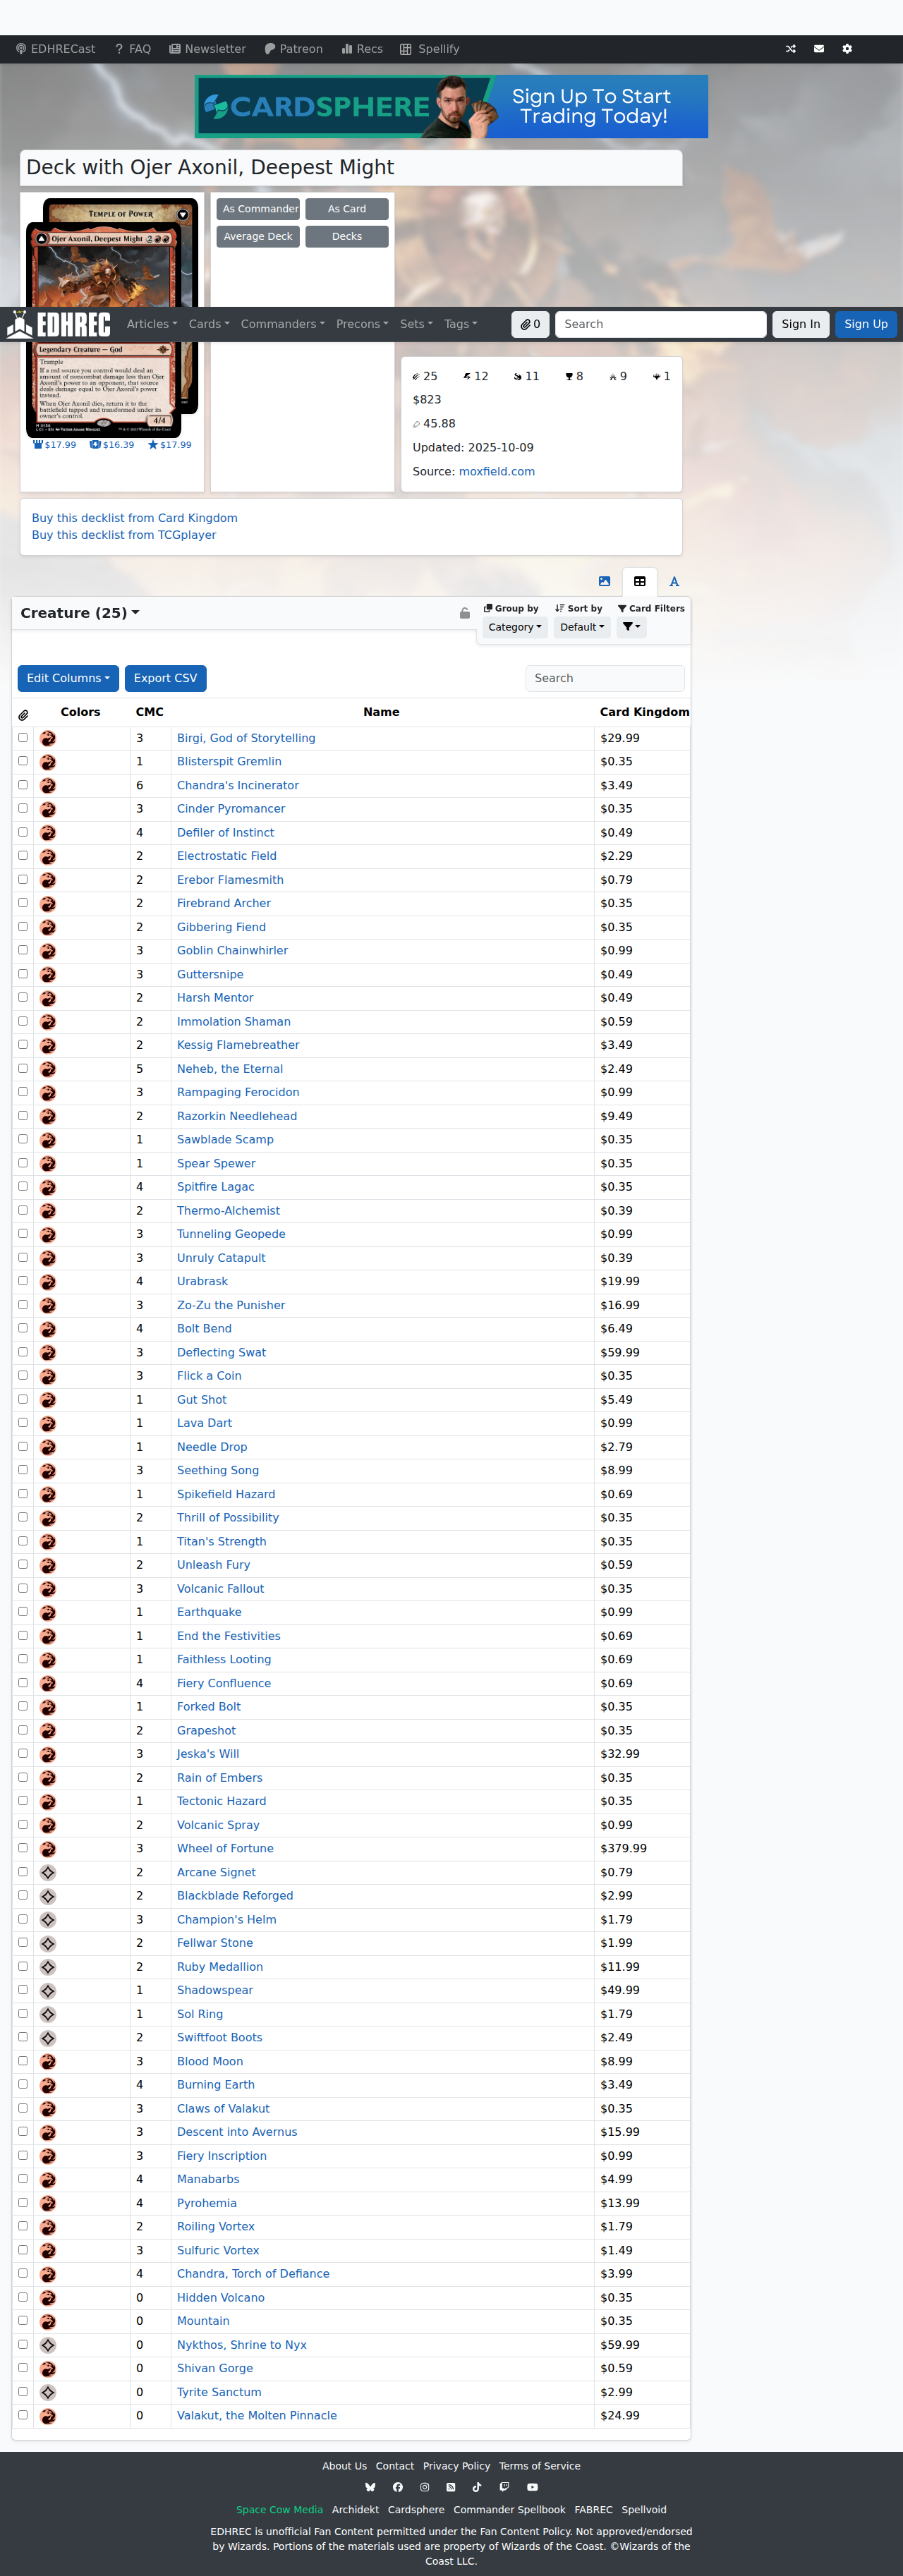 EDHRECast FAQ Newsletter Patreon Recs Spellify
CARDSPHERE Sign Up To Start
Trading Today!
Deck with Ojer Axonil, Deepest Might
Temple of Power
Ojer Axonil, Deepest Might
As Commander As Card
Average Deck Decks
EDHREC Articles Cards Commanders Precons Sets Tags 0 Search Sign In Sign Up
Legendary Creature — God
Trample
If a red source you control would deal an
amount of noncombat damage less than Ojer
Axonil's power to an opponent, that source
deals damage equal to Ojer Axonil's power
instead.
When Ojer Axonil dies, return it to the
battlefield tapped and transformed under its
owner's control.
4/4
$17.99 $16.39 $17.99
25 12 11 8 9 1
$823
45.88
Updated: 2025-10-09
Source: moxfield.com
Buy this decklist from Card Kingdom
Buy this decklist from TCGplayer
Creature (25)
Group by Sort by Card Filters
Category Default
Edit Columns Export CSV Search
Colors CMC Name Card Kingdom
3 Birgi, God of Storytelling $29.99
1 Blisterspit Gremlin $0.35
6 Chandra's Incinerator $3.49
3 Cinder Pyromancer $0.35
4 Defiler of Instinct $0.49
2 Electrostatic Field $2.29
2 Erebor Flamesmith $0.79
2 Firebrand Archer $0.35
2 Gibbering Fiend $0.35
3 Goblin Chainwhirler $0.99
3 Guttersnipe $0.49
2 Harsh Mentor $0.49
2 Immolation Shaman $0.59
2 Kessig Flamebreather $3.49
5 Neheb, the Eternal $2.49
3 Rampaging Ferocidon $0.99
2 Razorkin Needlehead $9.49
1 Sawblade Scamp $0.35
1 Spear Spewer $0.35
4 Spitfire Lagac $0.35
2 Thermo-Alchemist $0.39
3 Tunneling Geopede $0.99
3 Unruly Catapult $0.39
4 Urabrask $19.99
3 Zo-Zu the Punisher $16.99
4 Bolt Bend $6.49
3 Deflecting Swat $59.99
3 Flick a Coin $0.35
1 Gut Shot $5.49
1 Lava Dart $0.99
1 Needle Drop $2.79
3 Seething Song $8.99
1 Spikefield Hazard $0.69
2 Thrill of Possibility $0.35
1 Titan's Strength $0.35
2 Unleash Fury $0.59
3 Volcanic Fallout $0.35
1 Earthquake $0.99
1 End the Festivities $0.69
1 Faithless Looting $0.69
4 Fiery Confluence $0.69
1 Forked Bolt $0.35
2 Grapeshot $0.35
3 Jeska's Will $32.99
2 Rain of Embers $0.35
1 Tectonic Hazard $0.35
2 Volcanic Spray $0.99
3 Wheel of Fortune $379.99
2 Arcane Signet $0.79
2 Blackblade Reforged $2.99
3 Champion's Helm $1.79
2 Fellwar Stone $1.99
2 Ruby Medallion $11.99
1 Shadowspear $49.99
1 Sol Ring $1.79
2 Swiftfoot Boots $2.49
3 Blood Moon $8.99
4 Burning Earth $3.49
3 Claws of Valakut $0.35
3 Descent into Avernus $15.99
3 Fiery Inscription $0.99
4 Manabarbs $4.99
4 Pyrohemia $13.99
2 Roiling Vortex $1.79
3 Sulfuric Vortex $1.49
4 Chandra, Torch of Defiance $3.99
0 Hidden Volcano $0.35
0 Mountain $0.35
0 Nykthos, Shrine to Nyx $59.99
0 Shivan Gorge $0.59
0 Tyrite Sanctum $2.99
0 Valakut, the Molten Pinnacle $24.99
About Us Contact Privacy Policy Terms of Service
Space Cow Media Archidekt Cardsphere Commander Spellbook FABREC Spellvoid
EDHREC is unofficial Fan Content permitted under the Fan Content Policy. Not approved/endorsed
by Wizards. Portions of the materials used are property of Wizards of the Coast. ©Wizards of the
Coast LLC.